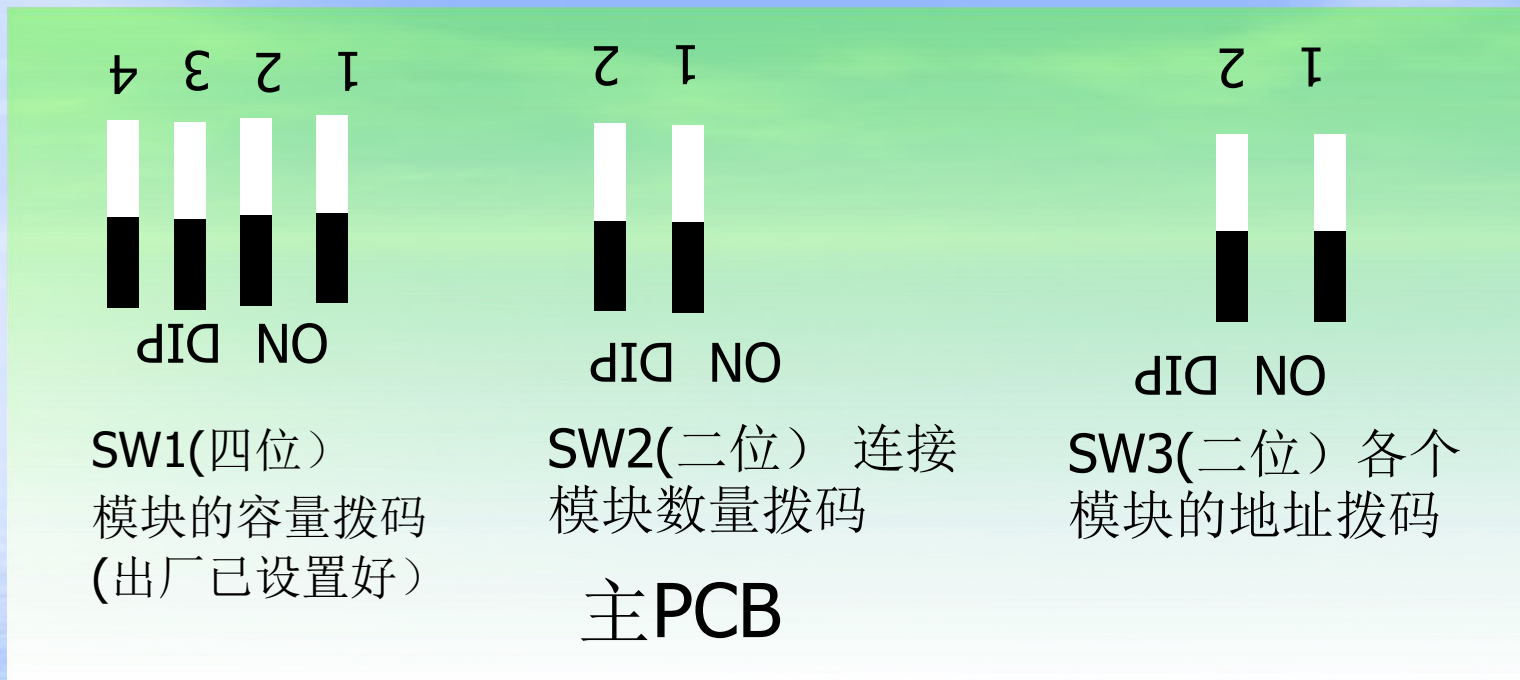 4 3 2 1
2 1
2 1
ON DIP
ON DIP
ON DIP
SW1(四位）
模块的容量拨码
(出厂已设置好）
SW2(二位） 连接
模块数量拨码
SW3(二位）各个
模块的地址拨码
主PCB